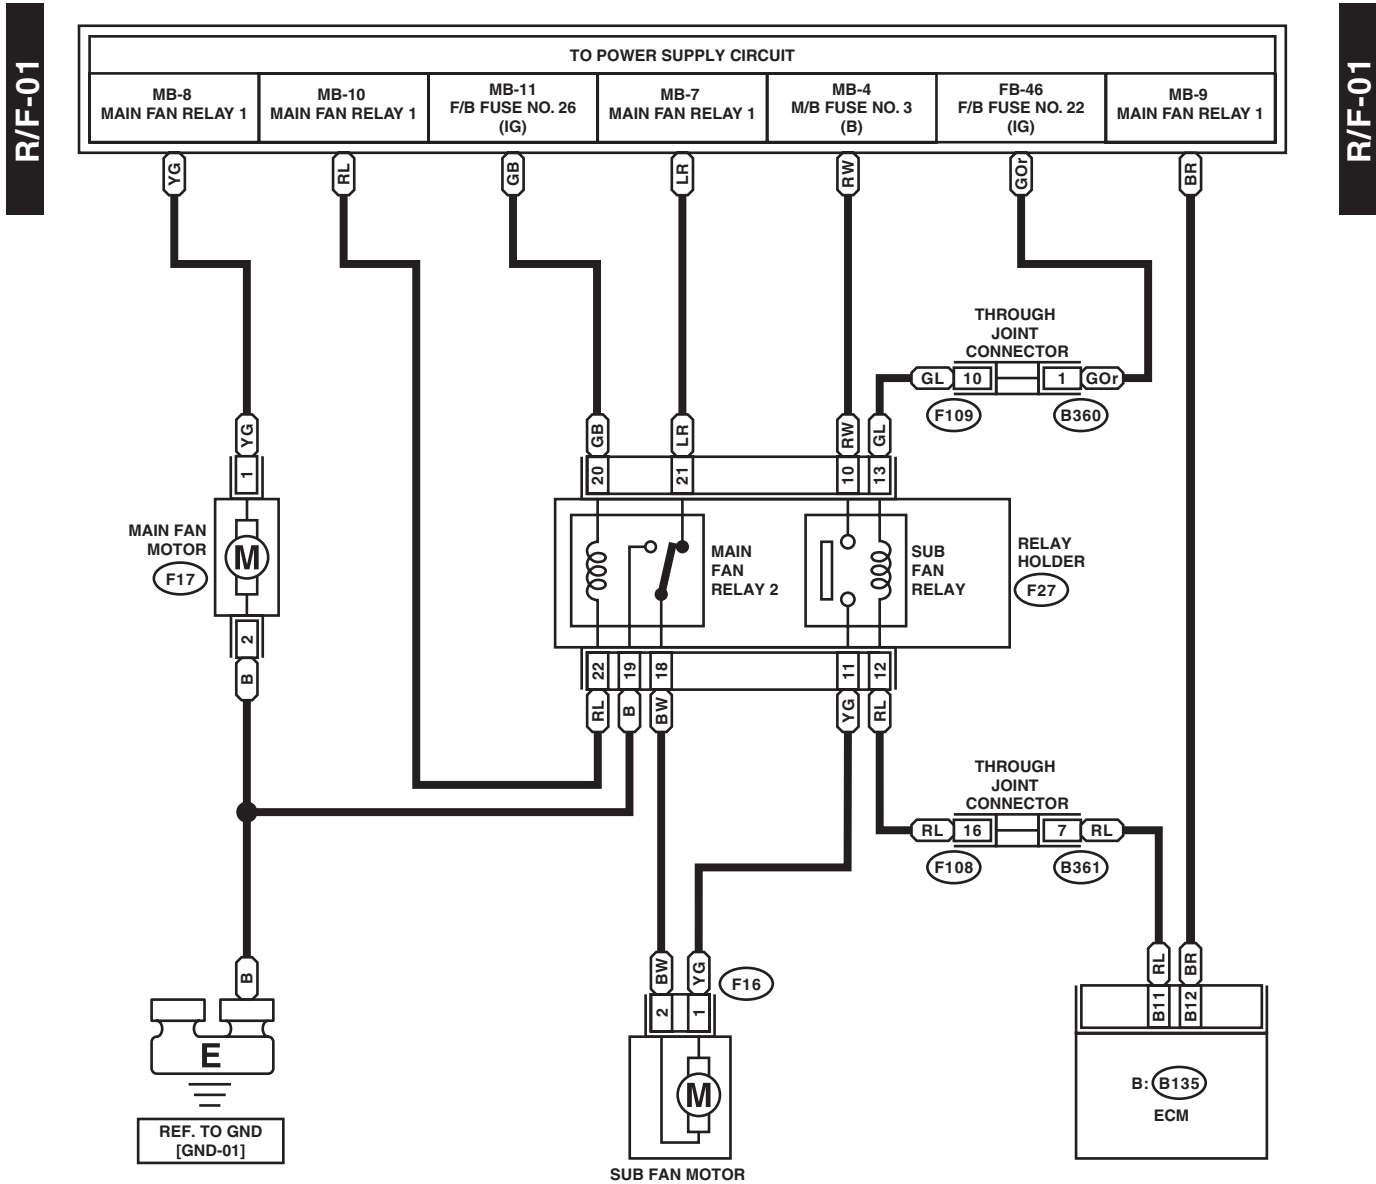 R/F-01
R/F-01
TO POWER SUPPLY CIRCUIT
MB-8
MAIN FAN RELAY 1
MB-10
MAIN FAN RELAY 1
MB-11
F/B FUSE NO. 26
(IG)
MB-7
MAIN FAN RELAY 1
MB-4
M/B FUSE NO. 3
(B)
FB-46
F/B FUSE NO. 22
(IG)
MB-9
MAIN FAN RELAY 1
YG
RL
GB
LR
RW
GOr
BR
THROUGH
JOINT
CONNECTOR
GL
10
1
GOr
F109
B360
YG
1
GB
LR
RW
GL
20
21
10
13
MAIN FAN
MOTOR
F17
M
MAIN
FAN
RELAY 2
SUB
FAN
RELAY
RELAY
HOLDER
F27
2
B
22
19
18
11
12
RL
B
BW
YG
RL
THROUGH
JOINT
CONNECTOR
RL
16
7
RL
F108
B361
B
BW
YG
F16
2
1
RL
BR
B11
B12
E
M
B:
B135
ECM
REF. TO GND
[GND-01]
SUB FAN MOTOR